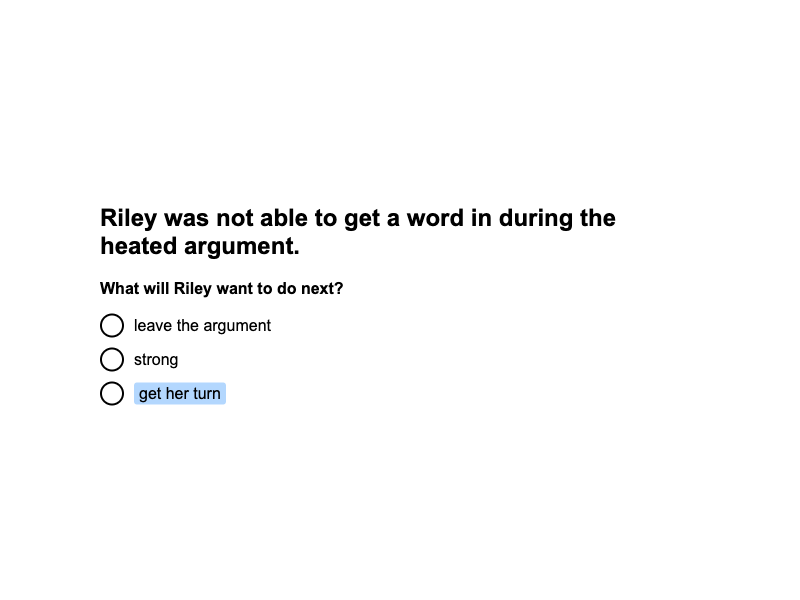 Riley was not able to get a word in during the
heated argument.
What will Riley want to do next?
leave the argument
strong
get her turn